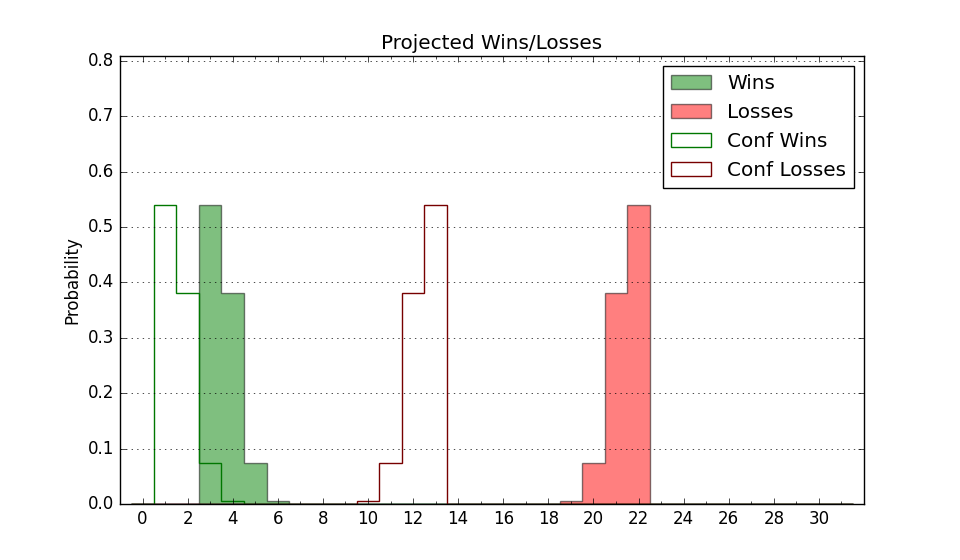 Projected Wins/Losses
0.8
0.7
0.6
0.5
0.4
0.3
0.2
0.1
0.0
Probability
Wins
Losses
Conf Wins
Conf Losses
0 2 4 6 8 10 12 14 16 18 20 22 24 26 28 30